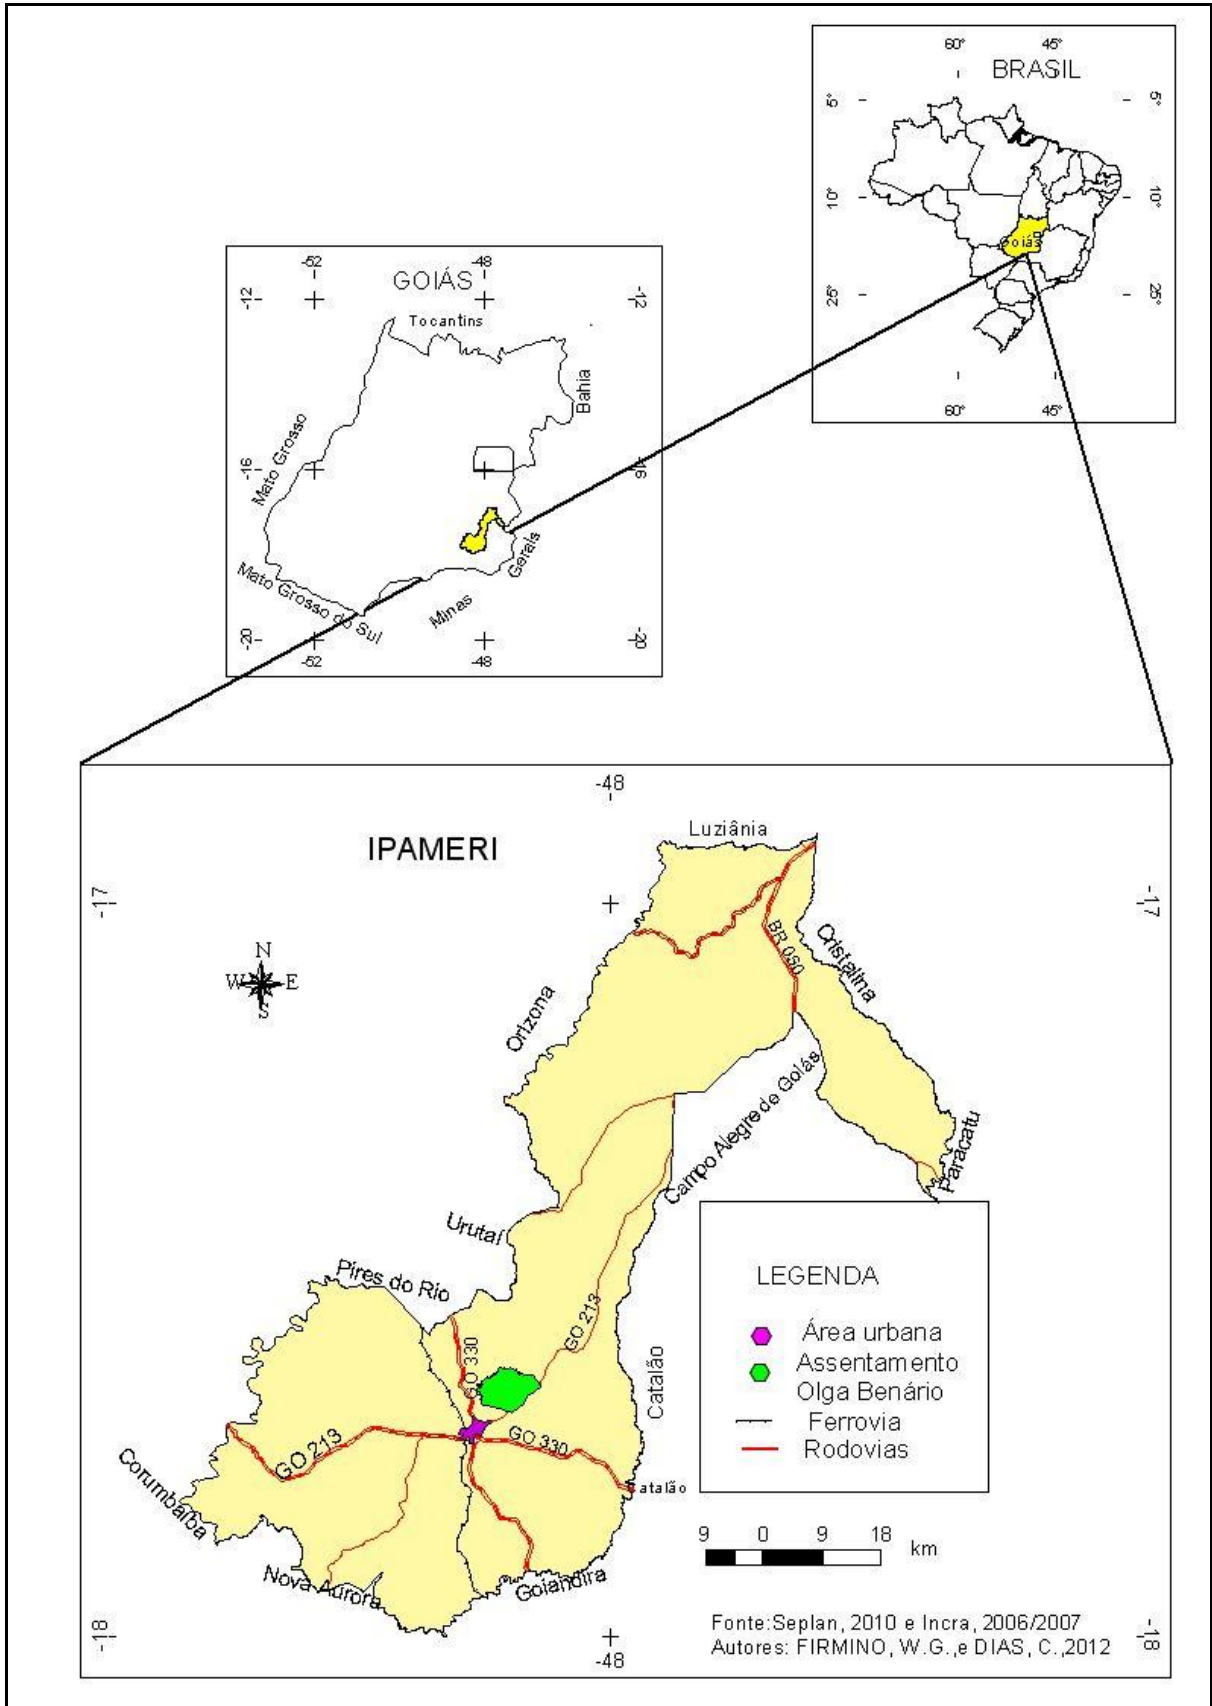 60° 45°
BRASIL
5° 5°
10° 10°
Goiás
25° 25°
60° 45°
-52 -48
GOIÁS
-12 -12
Tocantins
Bahia
Mato Grosso
-16 -16
Gerais
Mato Grosso do Sul
Minas
-20 -20
-52 -48
-48
IPAMERI
Luziânia
-17 -17
Cristalina
BR 050
N
W E
S
Orizona
Campo Alegre de Goiás
Paracatu
Urutaí
Pires do Rio
LEGENDA
Área urbana
Assentamento
Olga Benário
Ferrovia
Rodovias
GO 213
GO 330
Catalão
GO 213
GO 330
Catalão
Corumbaíba
Nova Aurora
Goiandira
9 0 9 18
km
Fonte:Seplan, 2010 e Incra, 2006/2007
Autores: FIRMINO, W.G.,e DIAS, C.,2012
-18 -18
-48